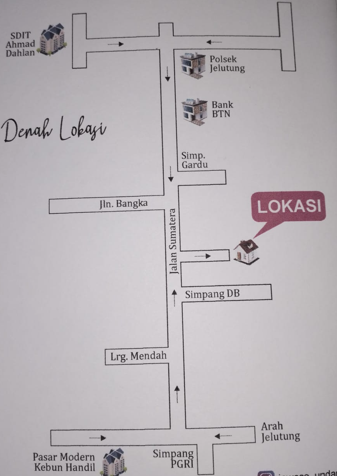 SDIT
Ahmad
Dahlan
Polsek
Jelutung
Bank
BTN
Denah Lokasi
Simp.
Gardu
Jln. Bangka
LOKASI
Jalan Sumatera
Simpang DB
Lrg. Mendah
Arah
Jelutung
Pasar Modern
Kebun Handil
Simpang
PGRI